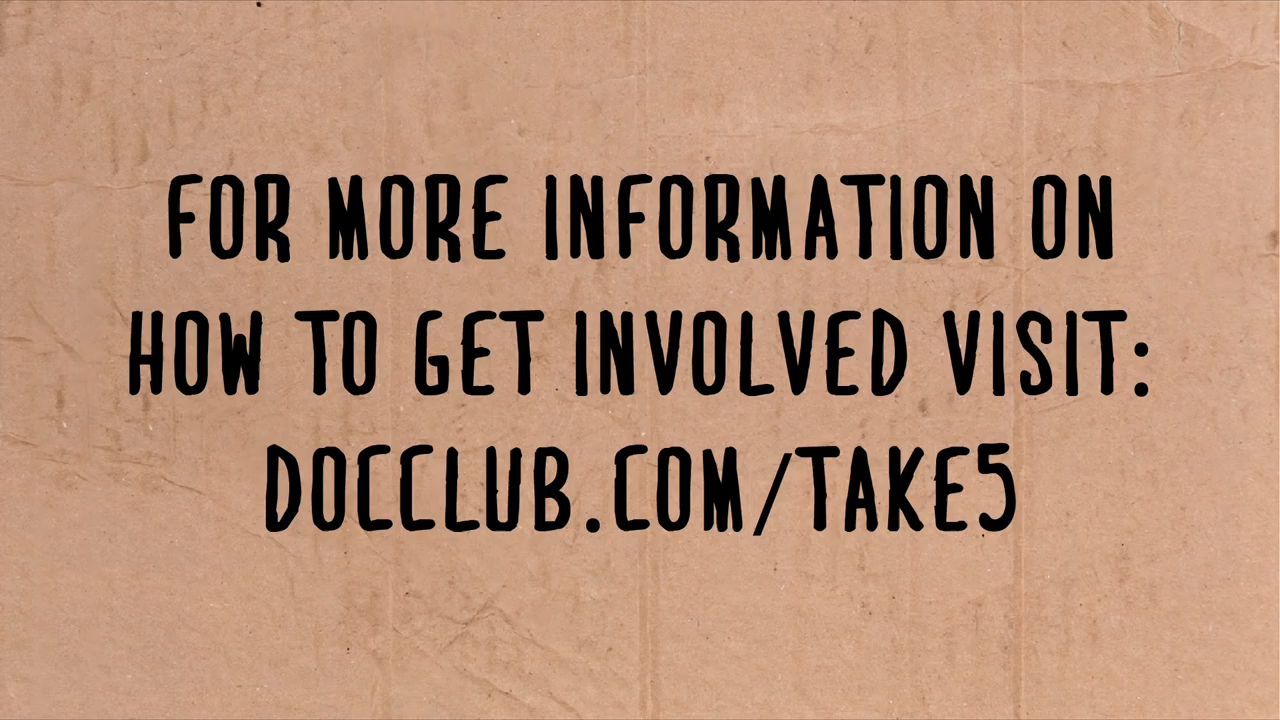 FOR MORE INFORMATION ON
HOW TO GET INVOLVED VISIT:
DOCCLUB.COM/TAKE5